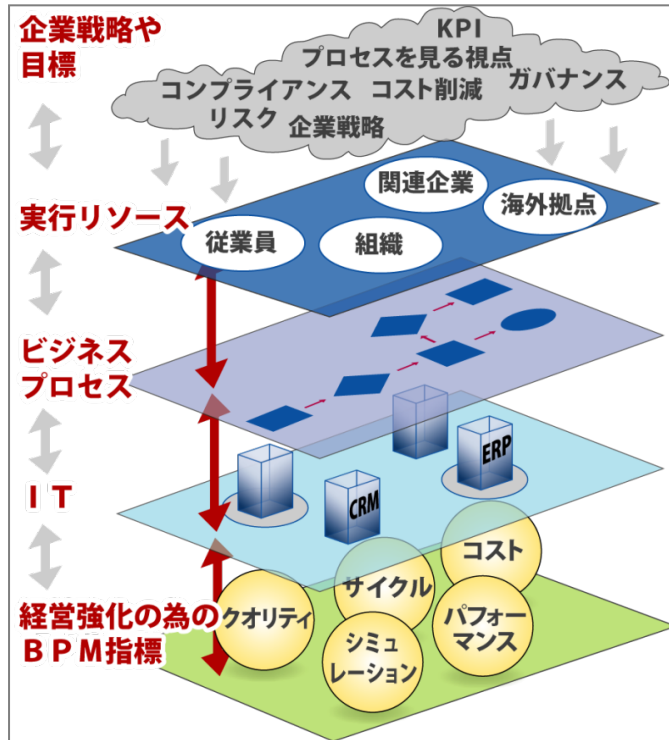 企業戦略や
目標
KPI
プロセスを見る視点
コンプライアンス コスト削減 ガバナンス
リスク 企業戦略
実行リソース
関連企業
海外拠点
従業員
組織
ビジネス
プロセス
IT
ERP
CRM
経営強化の為の
BPM指標
コスト
サイクル
クオリティ
パフォー
マンス
シミュ
レーション